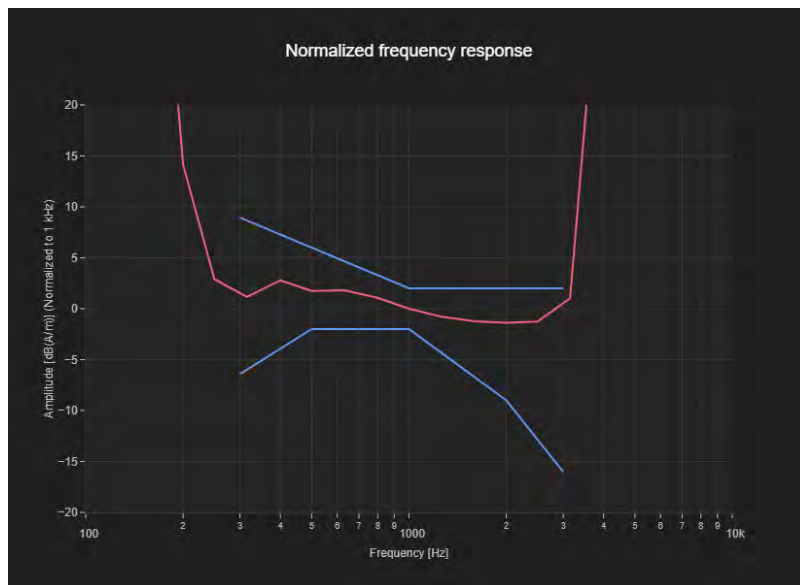 Normalized frequency response
Amplitude [dB(A/m)] (Normalized to 1 kHz)
20
15
10
5
0
−5
−10
−15
−20
100 2 3 4 5 6 7 8 9 1000 2 3 4 5 6 7 8 9 10k
Frequency [Hz]